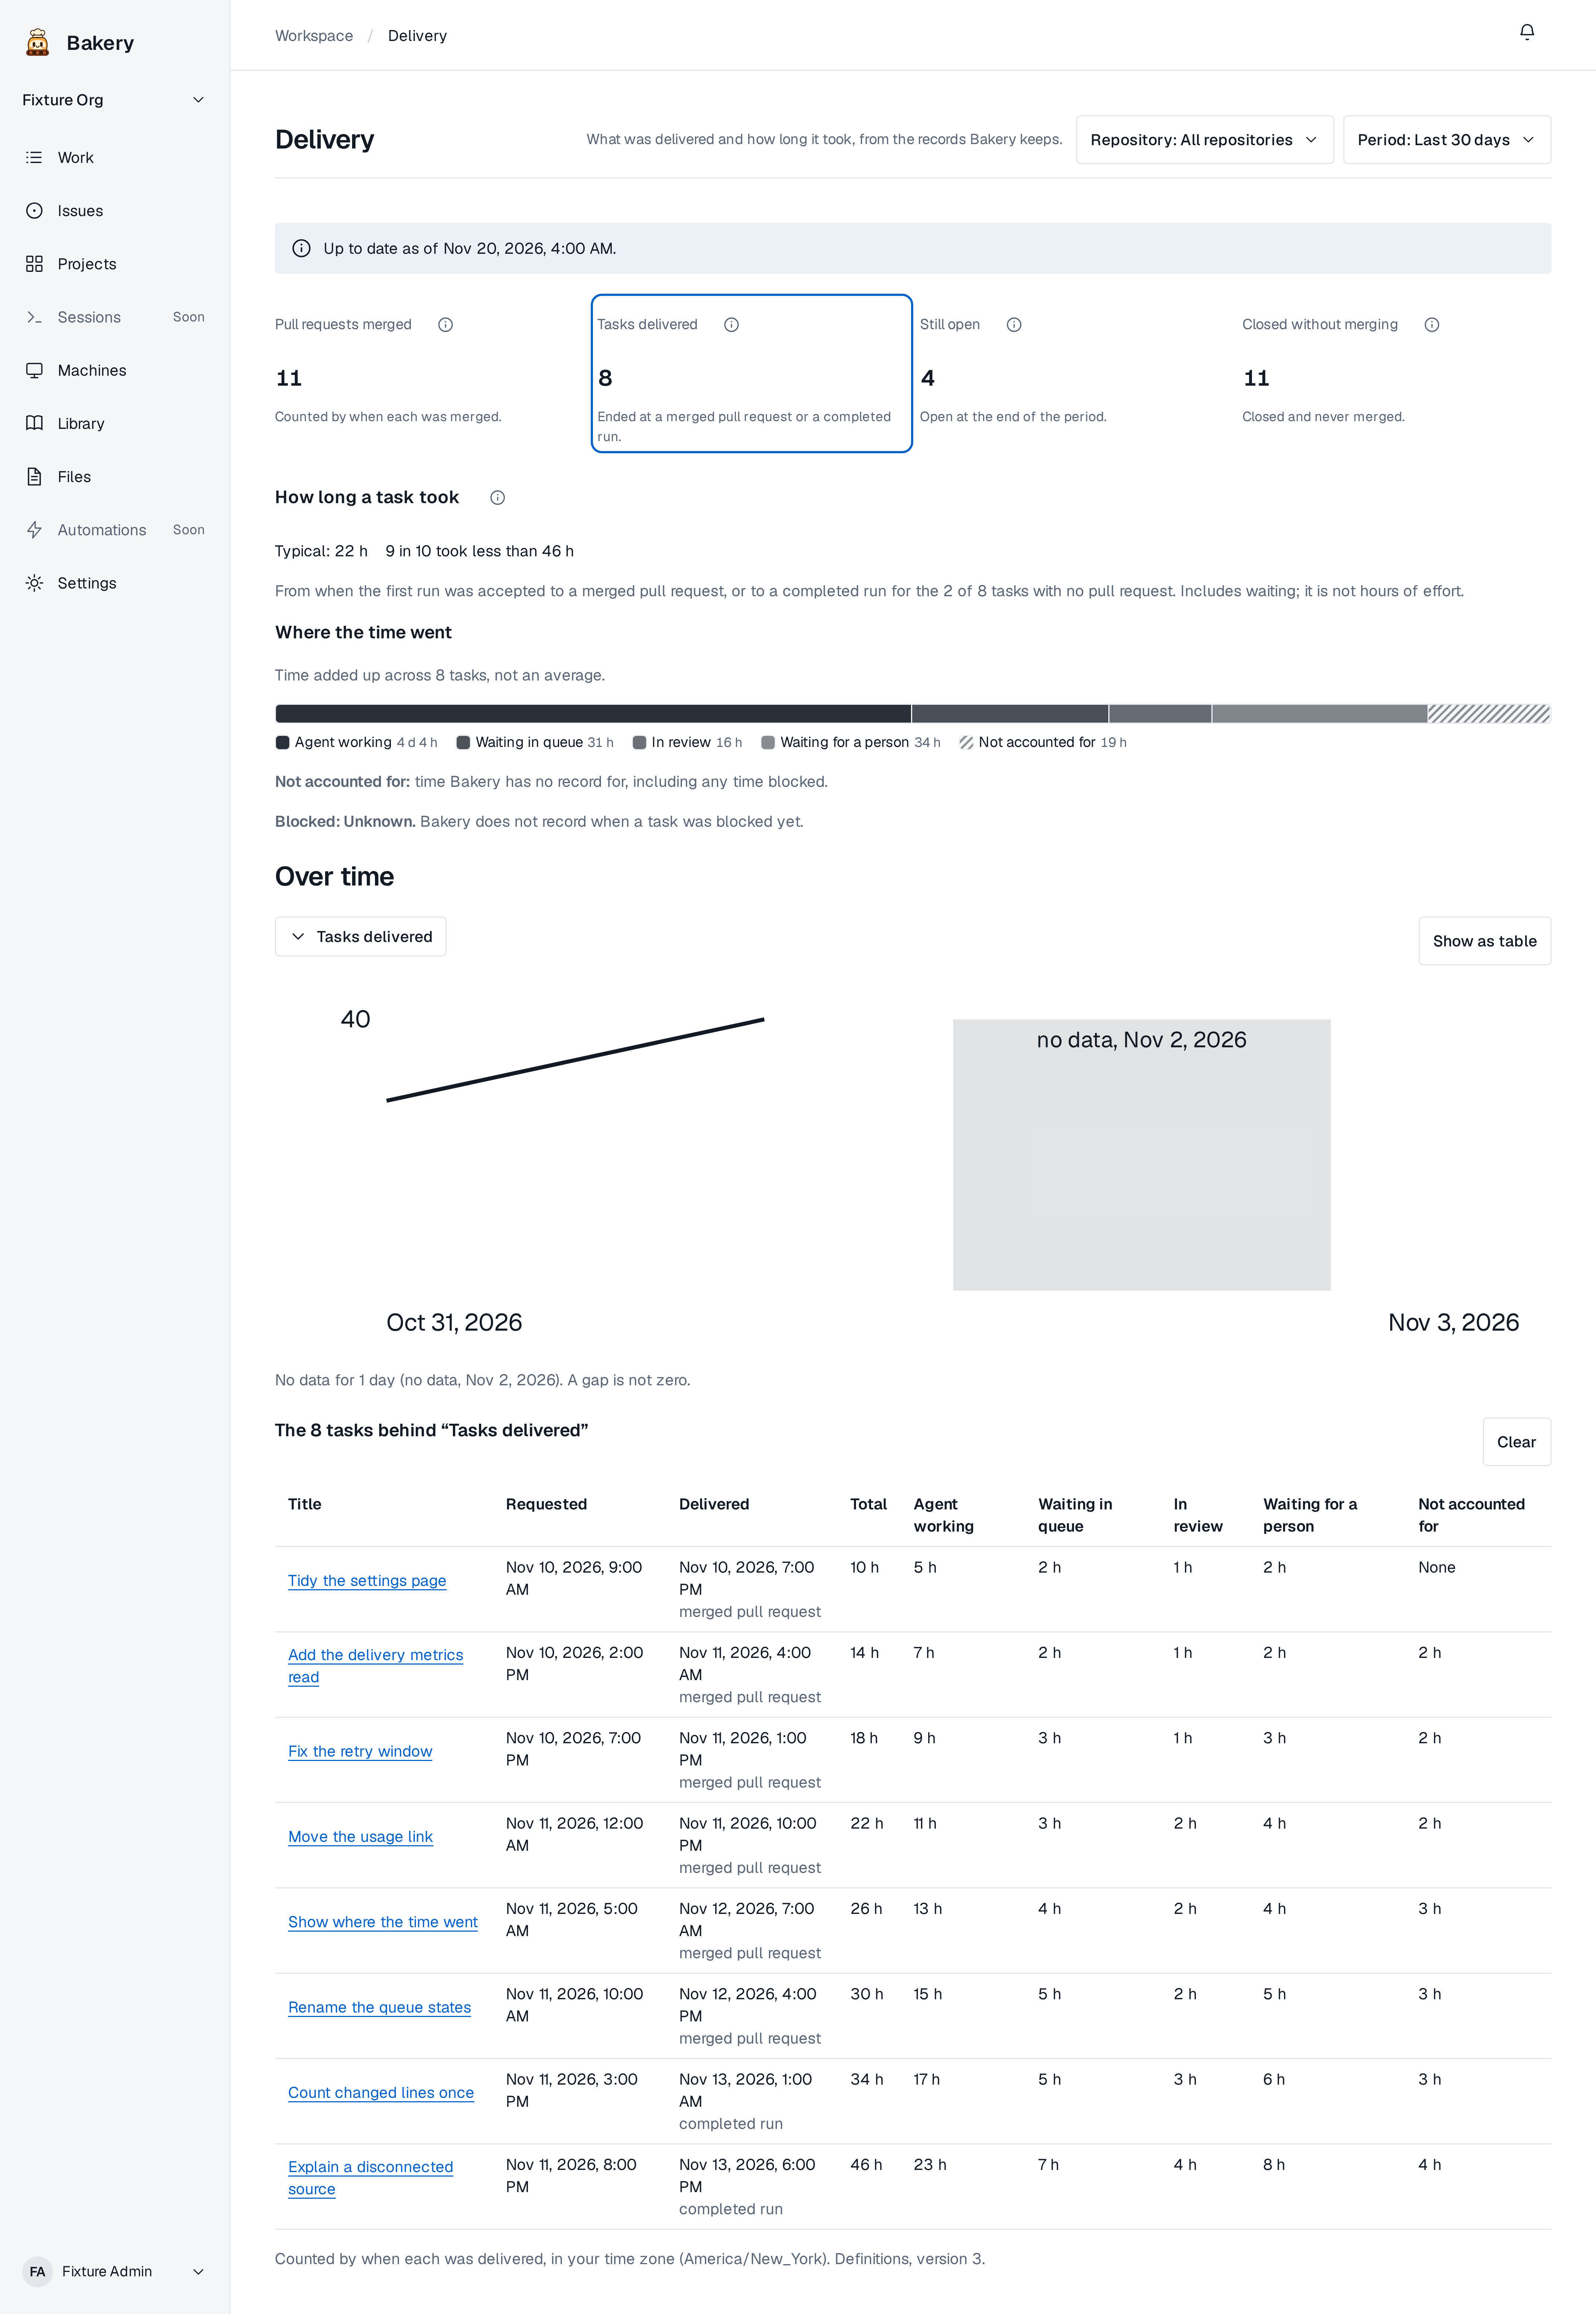 Bakery
Fixture Org
Work
Issues
Projects
Sessions Soon
Machines
Library
Files
Automations Soon
Settings
FA Fixture Admin
Workspace / Delivery
Delivery
What was delivered and how long it took, from the records Bakery keeps.
Repository: All repositories
Period: Last 30 days
Up to date as of Nov 20, 2026, 4:00 AM.
Pull requests merged
11
Counted by when each was merged.
Tasks delivered
8
Ended at a merged pull request or a completed
run.
Still open
4
Open at the end of the period.
Closed without merging
11
Closed and never merged.
How long a task took
Typical: 22 h 9 in 10 took less than 46 h
From when the first run was accepted to a merged pull request, or to a completed run for the 2 of 8 tasks with no pull request. Includes waiting; it is not hours of effort.
Where the time went
Time added up across 8 tasks, not an average.
Agent working 4 d 4 h Waiting in queue 31 h In review 16 h Waiting for a person 34 h Not accounted for 19 h
Not accounted for: time Bakery has no record for, including any time blocked.
Blocked: Unknown. Bakery does not record when a task was blocked yet.
Over time
Tasks delivered
Show as table
40
no data, Nov 2, 2026
Oct 31, 2026
Nov 3, 2026
No data for 1 day (no data, Nov 2, 2026). A gap is not zero.
The 8 tasks behind “Tasks delivered”
Clear
Title Requested Delivered Total Agent Waiting in In Waiting for a Not accounted
working queue review person for
Tidy the settings page Nov 10, 2026, 9:00 Nov 10, 2026, 7:00 10 h 5 h 2 h 1 h 2 h None
AM PM
merged pull request
Add the delivery metrics Nov 10, 2026, 2:00 Nov 11, 2026, 4:00 14 h 7 h 2 h 1 h 2 h 2 h
read PM AM
merged pull request
Fix the retry window Nov 10, 2026, 7:00 Nov 11, 2026, 1:00 18 h 9 h 3 h 1 h 3 h 2 h
PM PM
merged pull request
Move the usage link Nov 11, 2026, 12:00 Nov 11, 2026, 10:00 22 h 11 h 3 h 2 h 4 h 2 h
AM PM
merged pull request
Show where the time went Nov 11, 2026, 5:00 Nov 12, 2026, 7:00 26 h 13 h 4 h 2 h 4 h 3 h
AM AM
merged pull request
Rename the queue states Nov 11, 2026, 10:00 Nov 12, 2026, 4:00 30 h 15 h 5 h 2 h 5 h 3 h
AM PM
merged pull request
Count changed lines once Nov 11, 2026, 3:00 Nov 13, 2026, 1:00 34 h 17 h 5 h 3 h 6 h 3 h
PM AM
completed run
Explain a disconnected Nov 11, 2026, 8:00 Nov 13, 2026, 6:00 46 h 23 h 7 h 4 h 8 h 4 h
source PM PM
completed run
Counted by when each was delivered, in your time zone (America/New_York). Definitions, version 3.